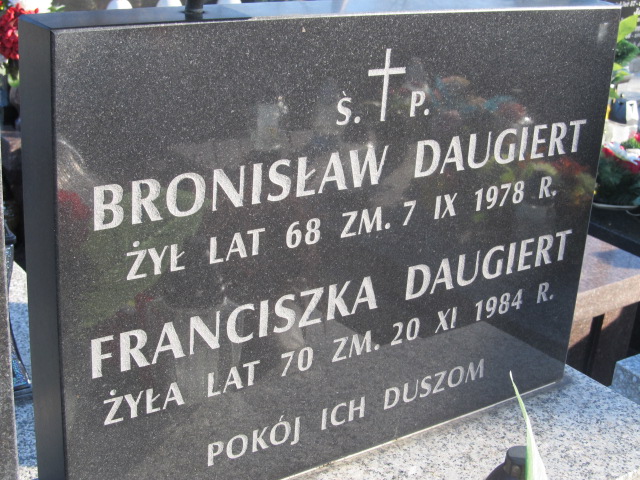 Ś. P.
BRONISŁAW DAUGIERT
ŻYŁ LAT 68 ZM. 7 IX 1978 R.
FRANCISZKA DAUGIERT
ŻYŁA LAT 70 ZM. 20 XI 1984 R.
POKÓJ ICH DUSZOM